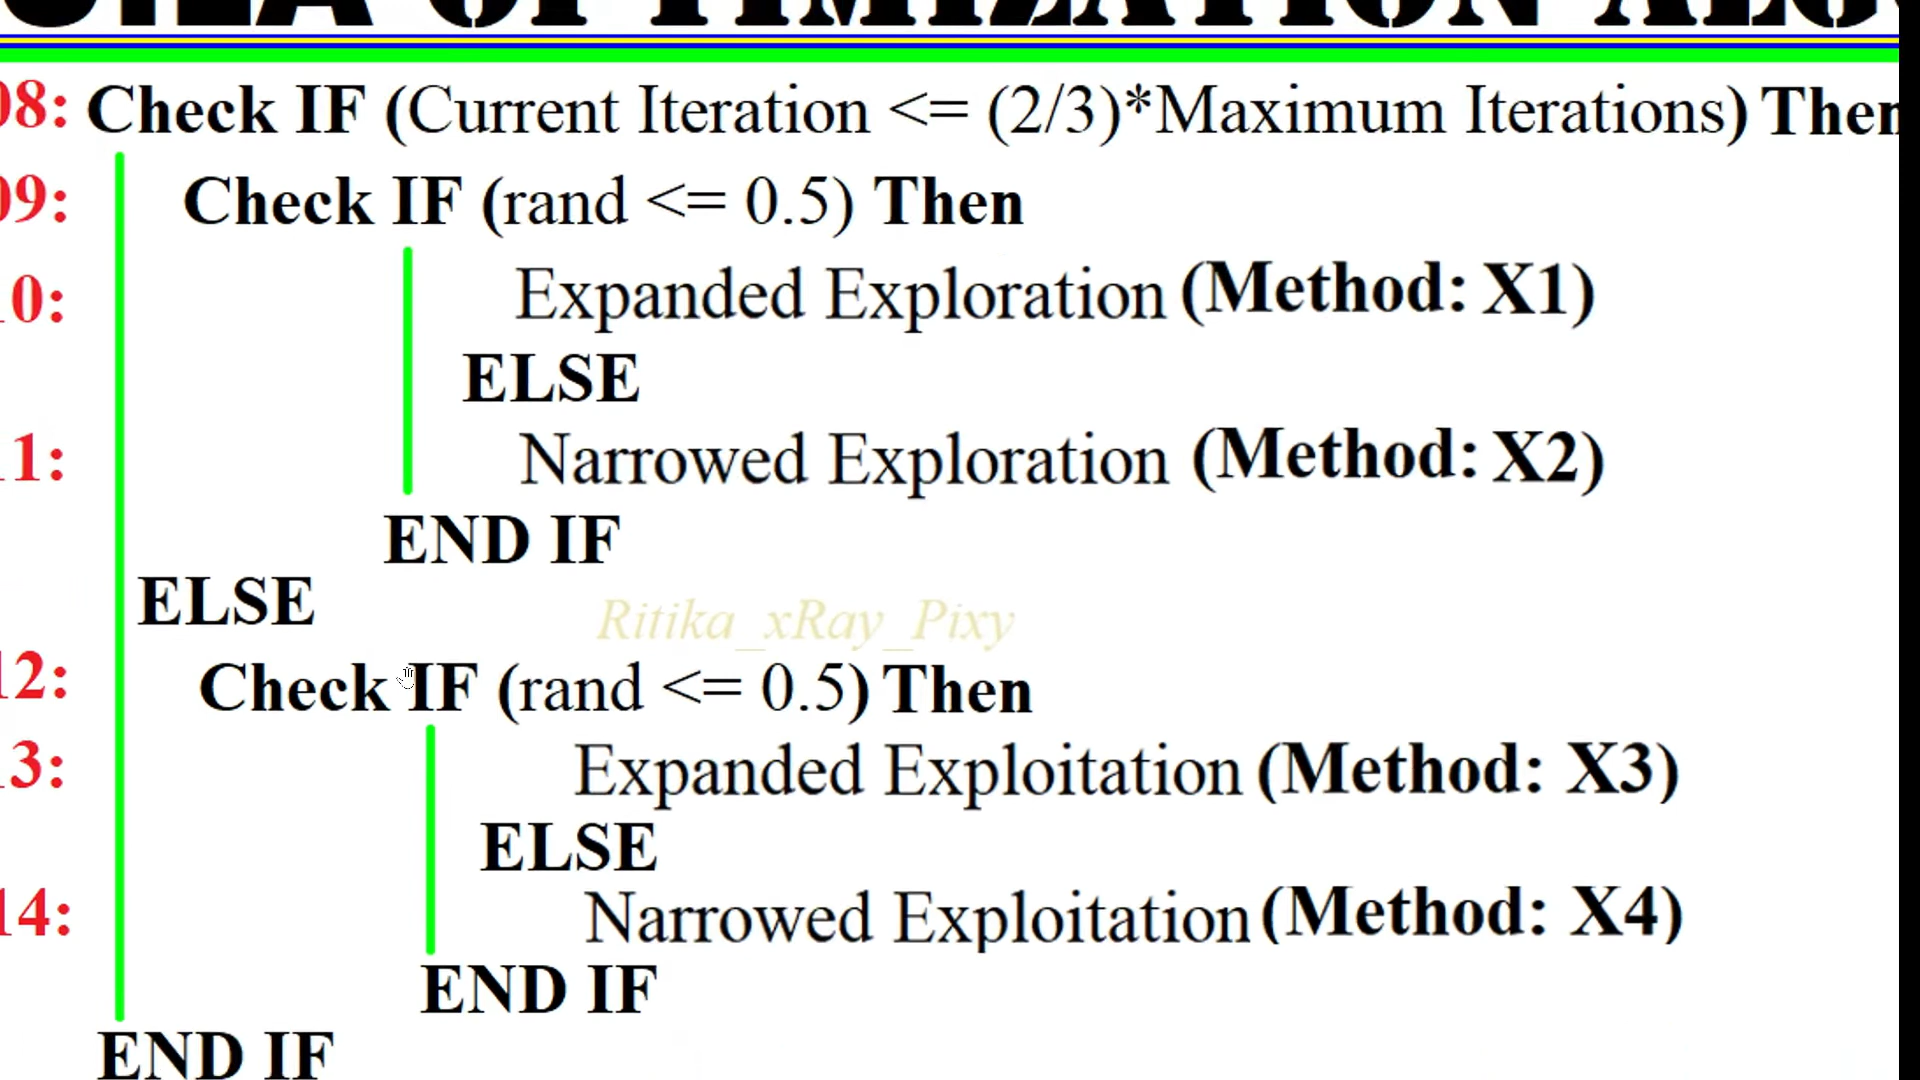 OPTIMIZATION
08: Check IF (Current Iteration <= (2/3)*Maximum Iterations) Then
09: Check IF (rand <= 0.5) Then
10: Expanded Exploration (Method: X1)
ELSE
11: Narrowed Exploration (Method: X2)
END IF
ELSE
Ritika_xRay_Pixy
12: Check IF (rand <= 0.5) Then
13: Expanded Exploitation (Method: X3)
ELSE
14: Narrowed Exploitation (Method: X4)
END IF
END IF